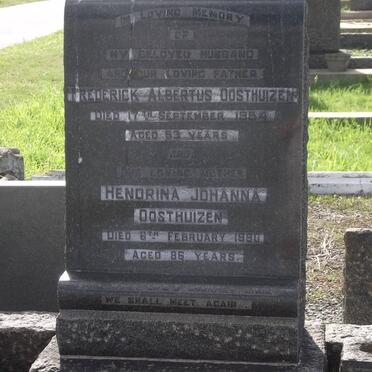 IN LOVING MEMORY
OF
MY BELOVED HUSBAND
AND OUR LOVING FATHER
FREDERICK ALBERTUS OOSTHUIZEN
DIED 17TH SEPTEMBER 1954
AGED 53 YEARS.
AND
OUR LOVING MOTHER
HENDRINA JOHANNA
OOSTHUIZEN
DIED 8TH FEBRUARY 1990
AGED 86 YEARS.
WE SHALL MEET AGAIN